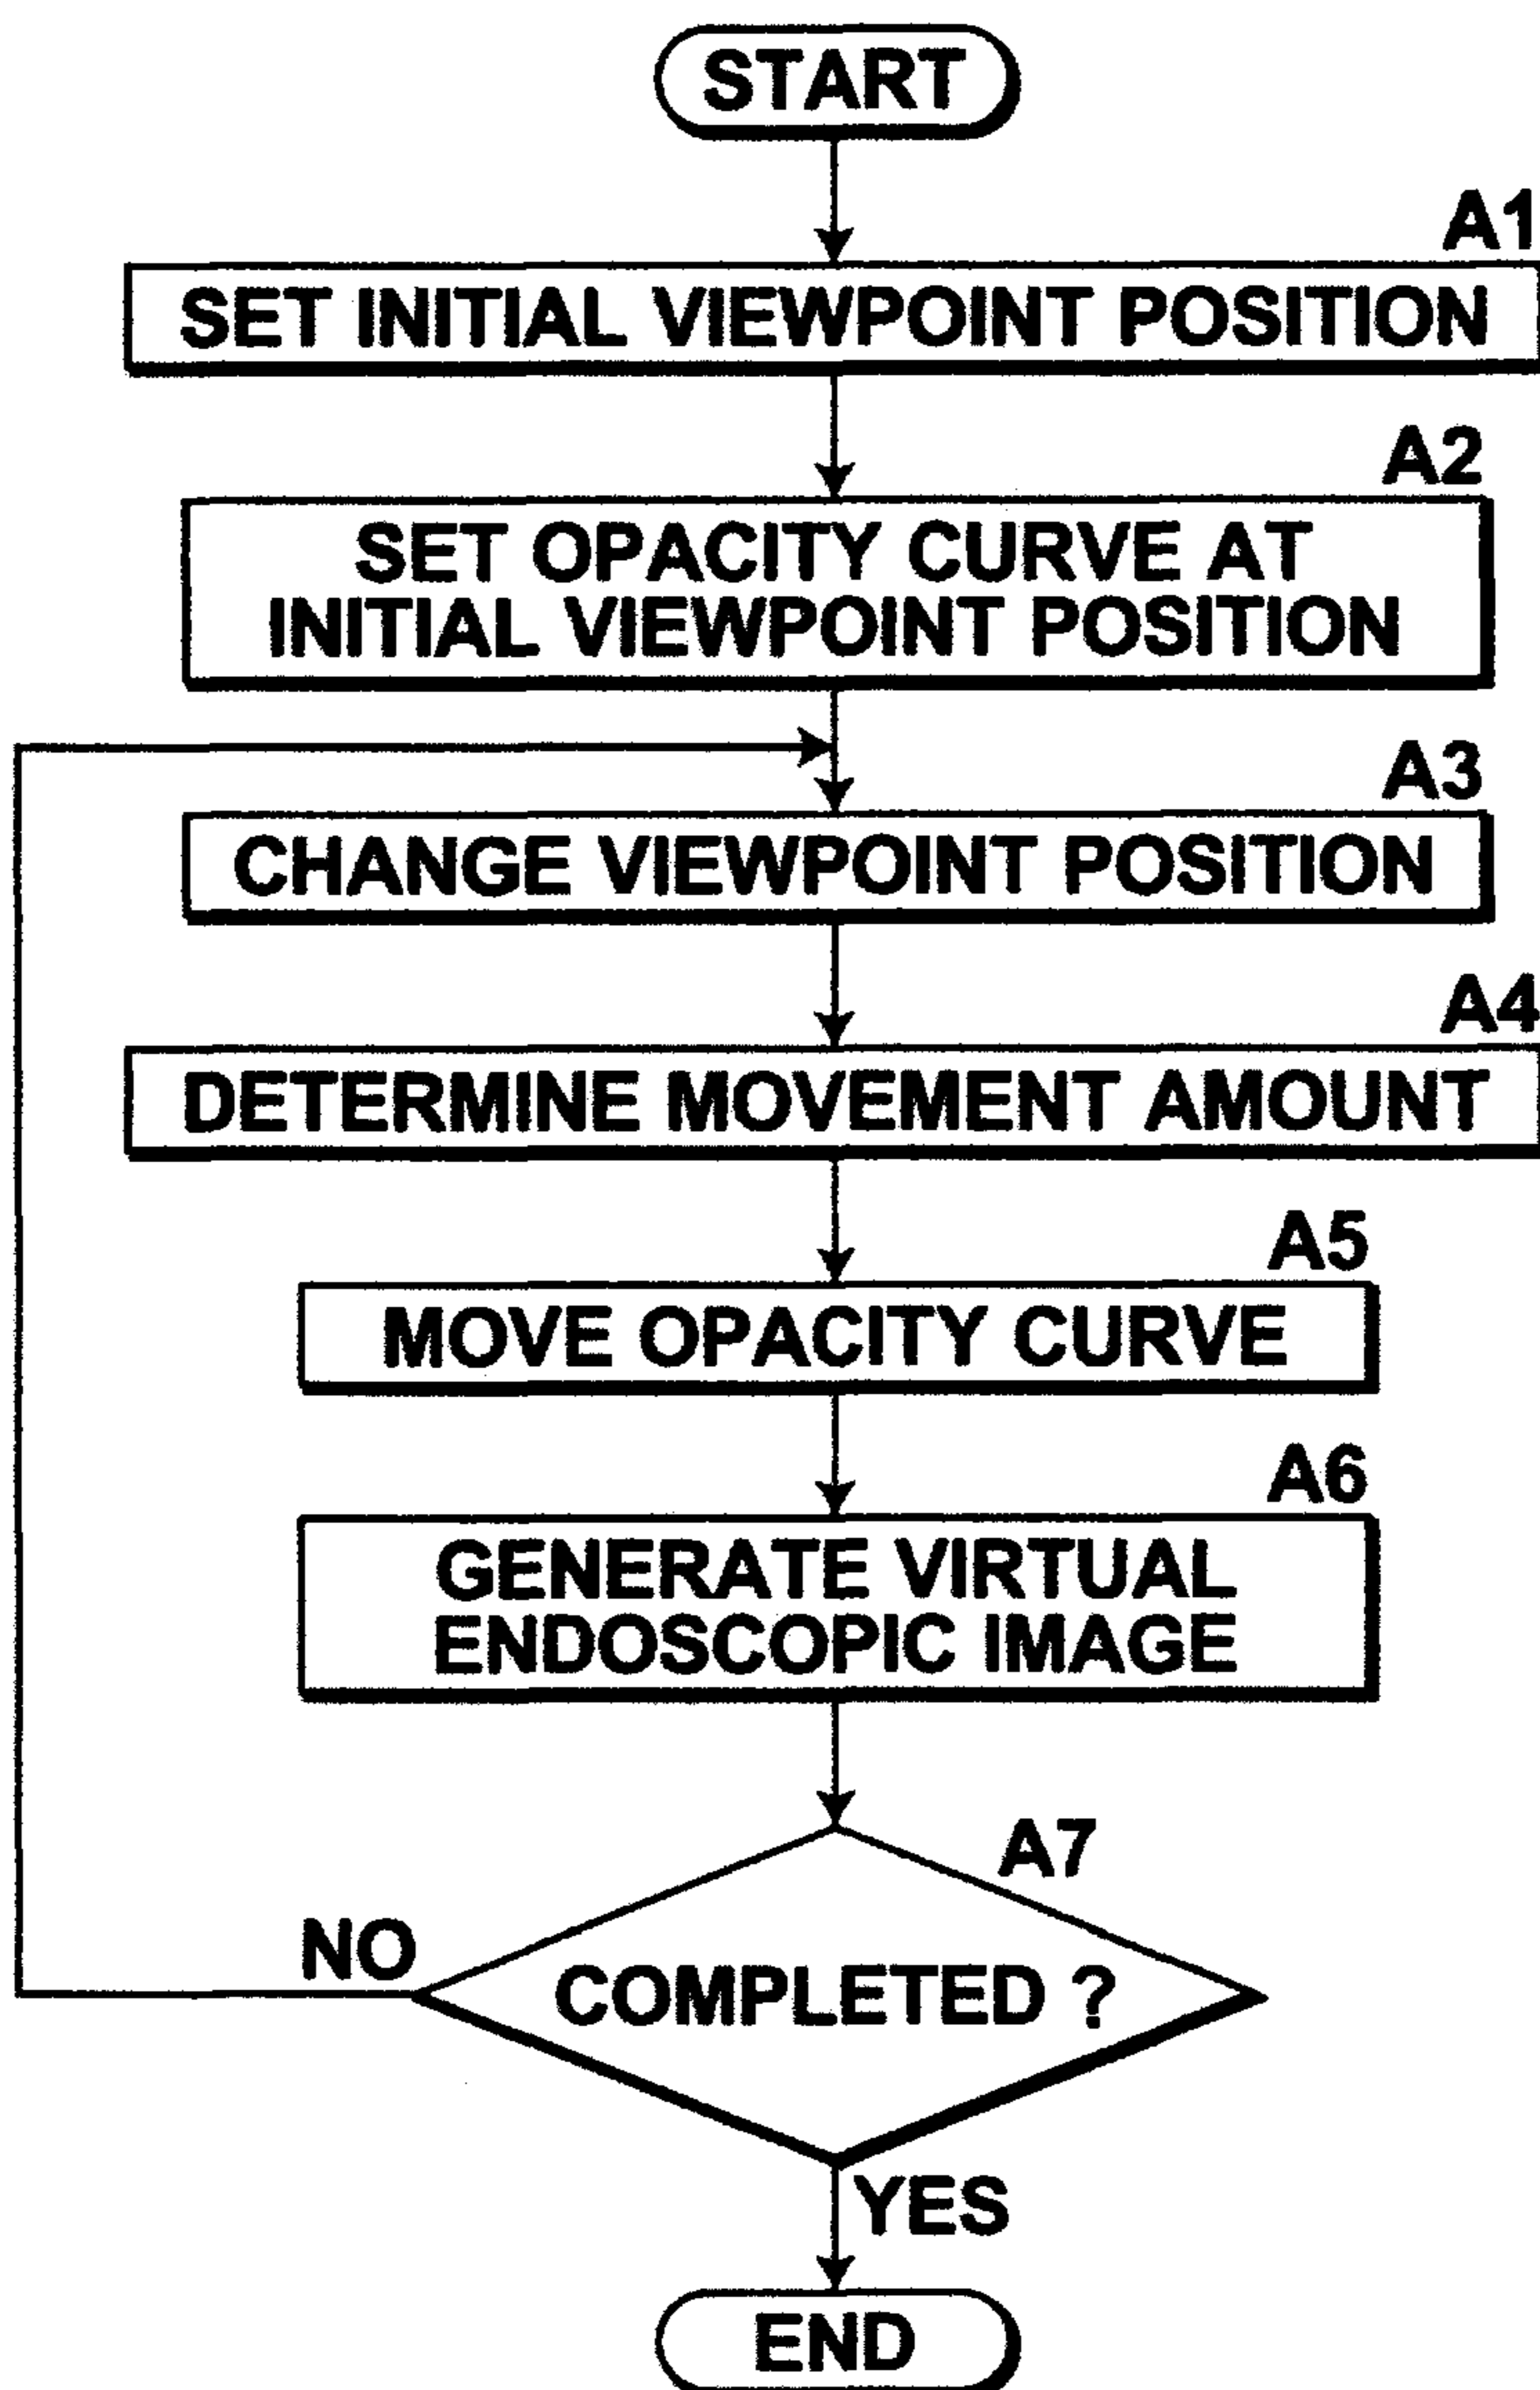 START
A1
SET INITIAL VIEWPOINT POSITION
A2
SET OPACITY CURVE AT
INITIAL VIEWPOINT POSITION
A3
CHANGE VIEWPOINT POSITION
A4
DETERMINE MOVEMENT AMOUNT
A5
MOVE OPACITY CURVE
A6
GENERATE VIRTUAL
ENDOSCOPIC IMAGE
A7
NO
COMPLETED ?
YES
END